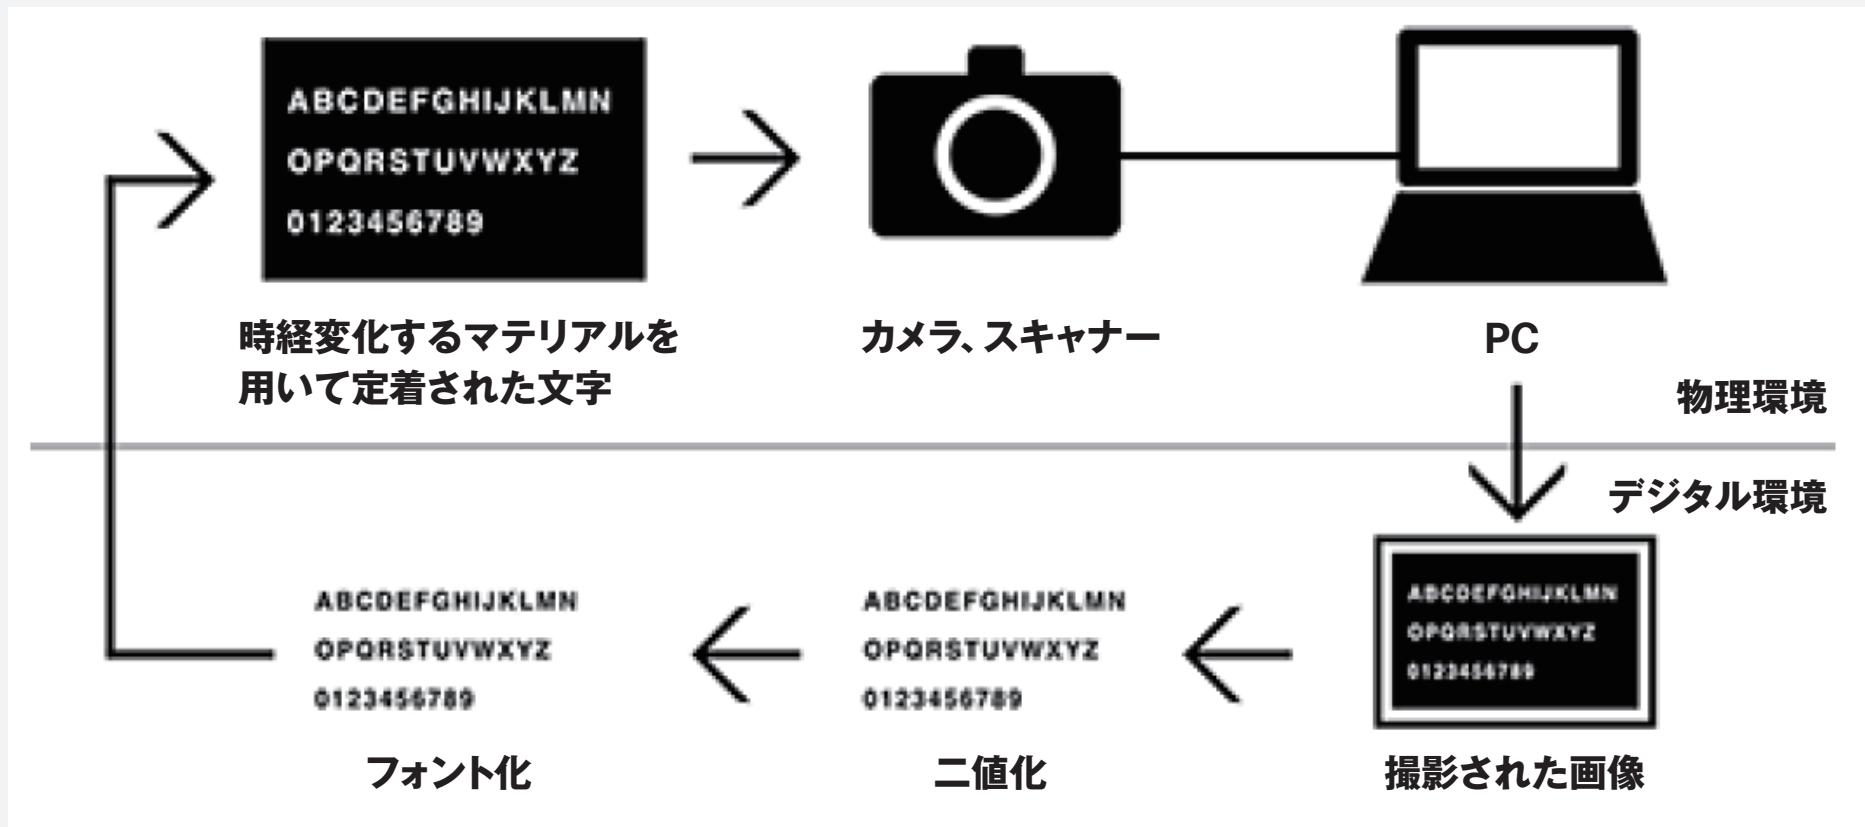 ABCDEFGHIJKLMN
OPQRSTUVWXYZ
0123456789
時経変化するマテリアルを
用いて定着された文字
カメラ、スキャナー
PC
物理環境
デジタル環境
ABCDEFGHIJKLMN
OPQRSTUVWXYZ
0123456789
フォント化
ABCDEFGHIJKLMN
OPQRSTUVWXYZ
0123456789
二値化
ABCDEFGHIJKLMN
OPQRSTUVWXYZ
0123456789
撮影された画像